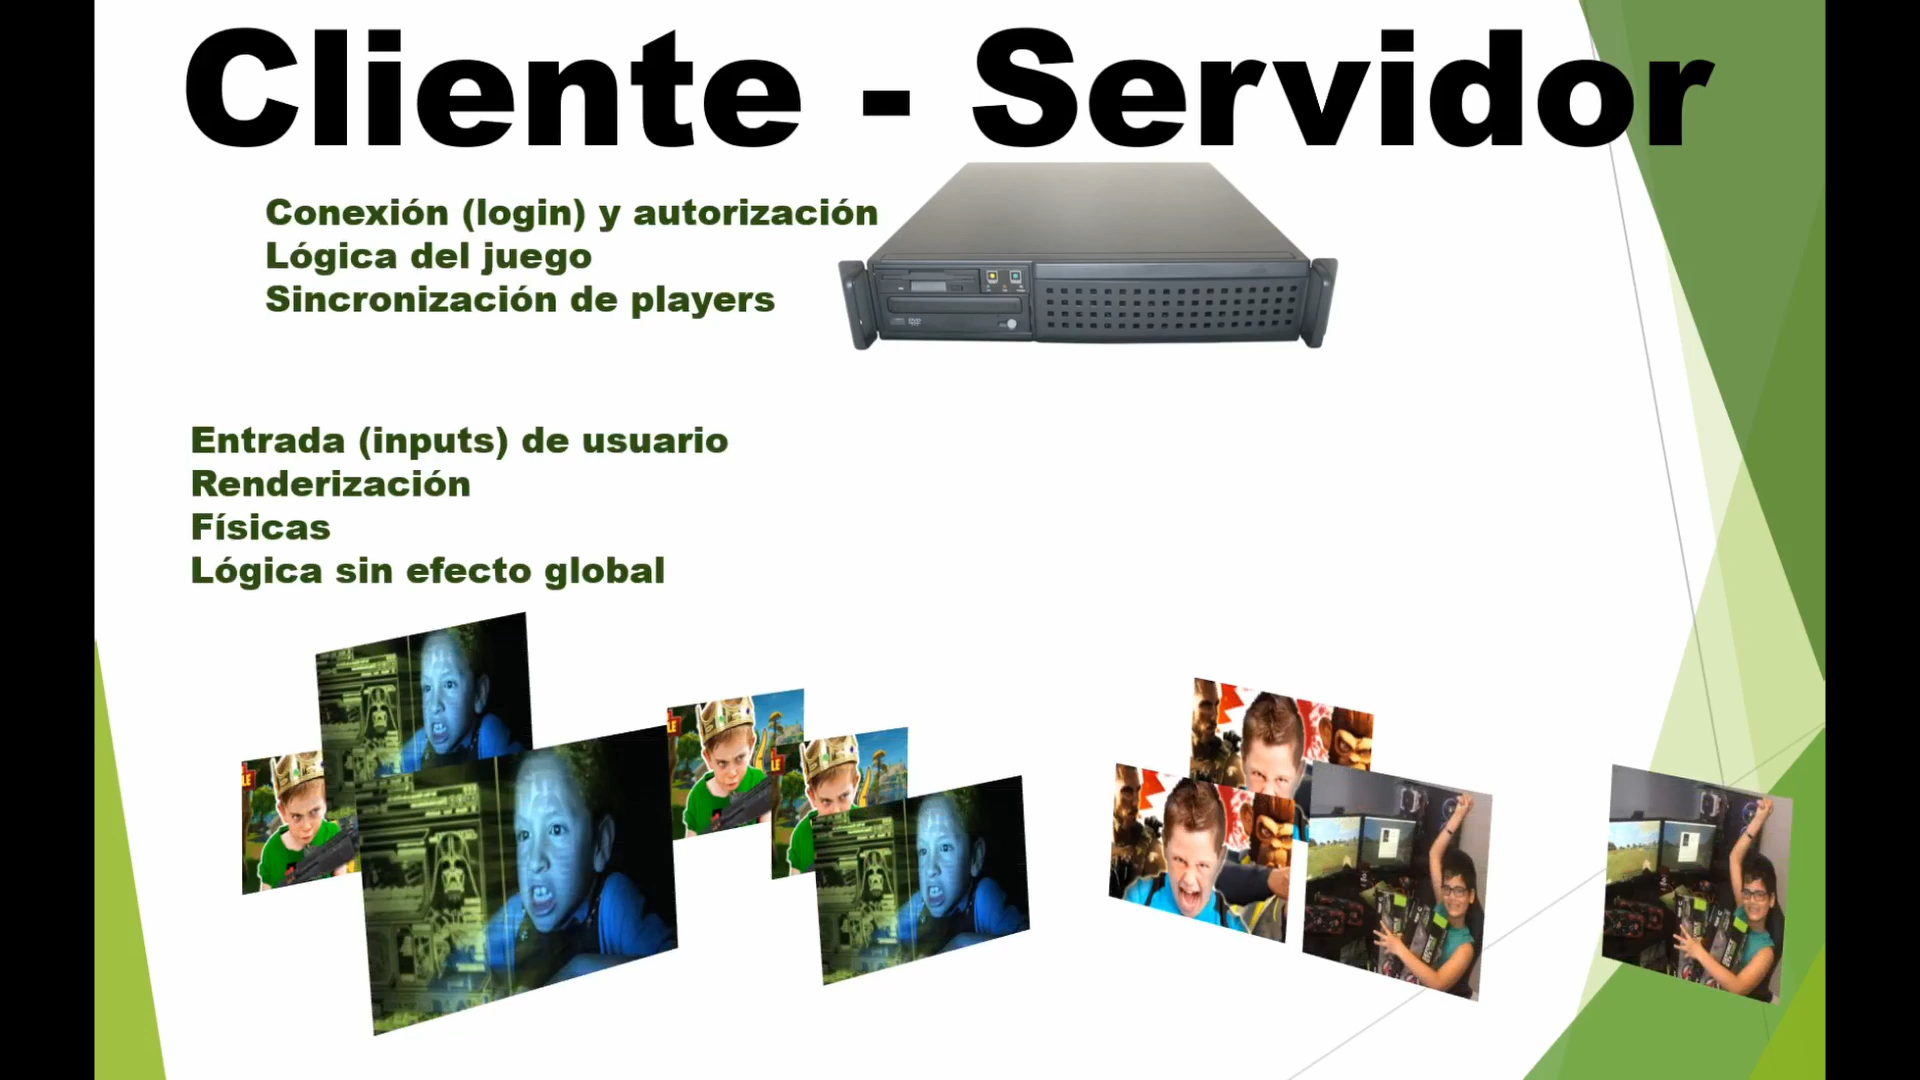 Cliente - Servidor
Conexión (login) y autorización
Lógica del juego
Sincronización de players
Entrada (inputs) de usuario
Renderización
Físicas
Lógica sin efecto global